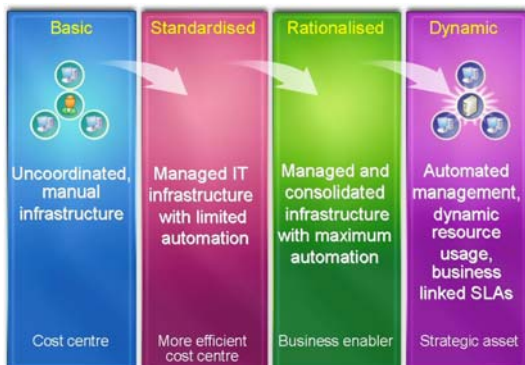 Basic
Uncoordinated,
manual
infrastructure
Cost centre
Standardised
Managed IT
infrastructure
with limited
automation
More efficient
cost centre
Rationalised
Managed and
consolidated
infrastructure
with maximum
automation
Business enabler
Dynamic
Automated
management,
dynamic
resource
usage,
business
linked SLAs
Strategic asset